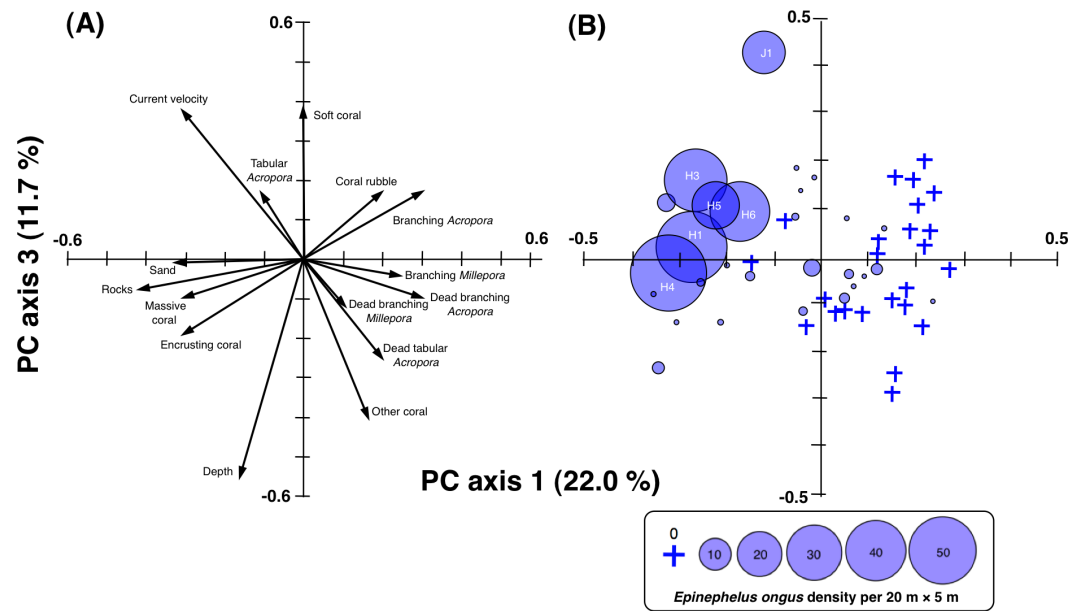 (A)
(B)
0.6
0.5
Current velocity
Soft coral
J1
Tabular
Acropora
Coral rubble
Branching Acropora
H3
H5
H6
H1
H4
-0.6
0.6
-0.5
0.5
Sand
Rocks
Massive
coral
Encrusting coral
Branching Millepora
Dead branching
Millepora
Dead branching
Acropora
Dead tabular
Acropora
Other coral
Depth
-0.6
-0.5
PC axis 3 (11.7 %)
PC axis 1 (22.0 %)
0
10
20
30
40
50
Epinephelus ongus density per 20 m × 5 m